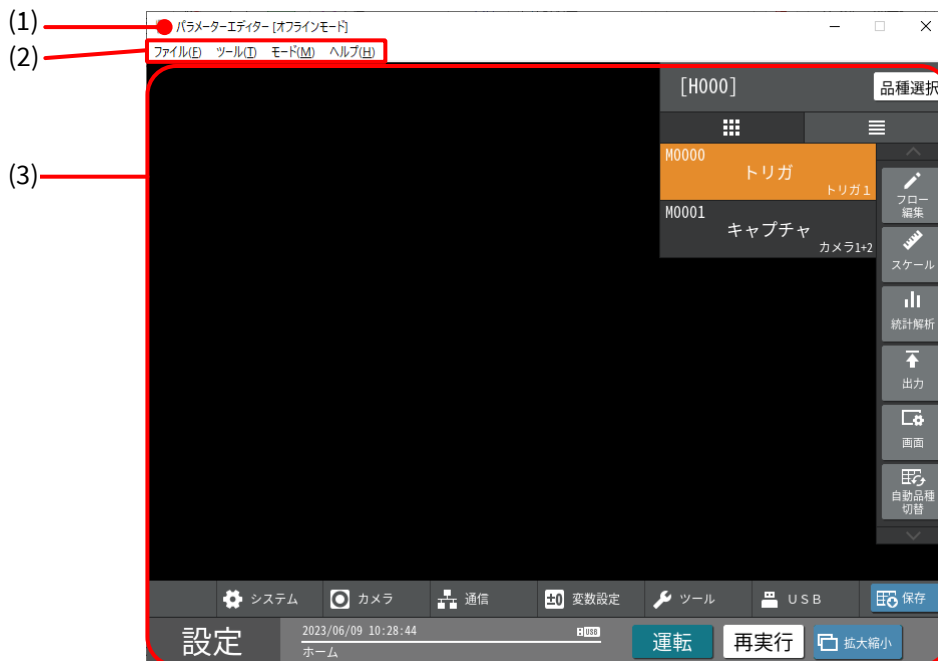 (1)
パラメーターエディター [オフラインモード]
(2)
ファイル(F) ツール(T) モード(M) ヘルプ(H)
(3)
[H000]
品種選択
M0000
トリガ
トリガ1
M0001
キャプチャ
カメラ1+2
フロー
編集
スケール
統計解析
出力
画面
自動品種
切替
システム カメラ 通信 ±0 変数設定 ツール USB 保存
設定
2023/06/09 10:28:44
USB
ホーム
運転 再実行 拡大縮小